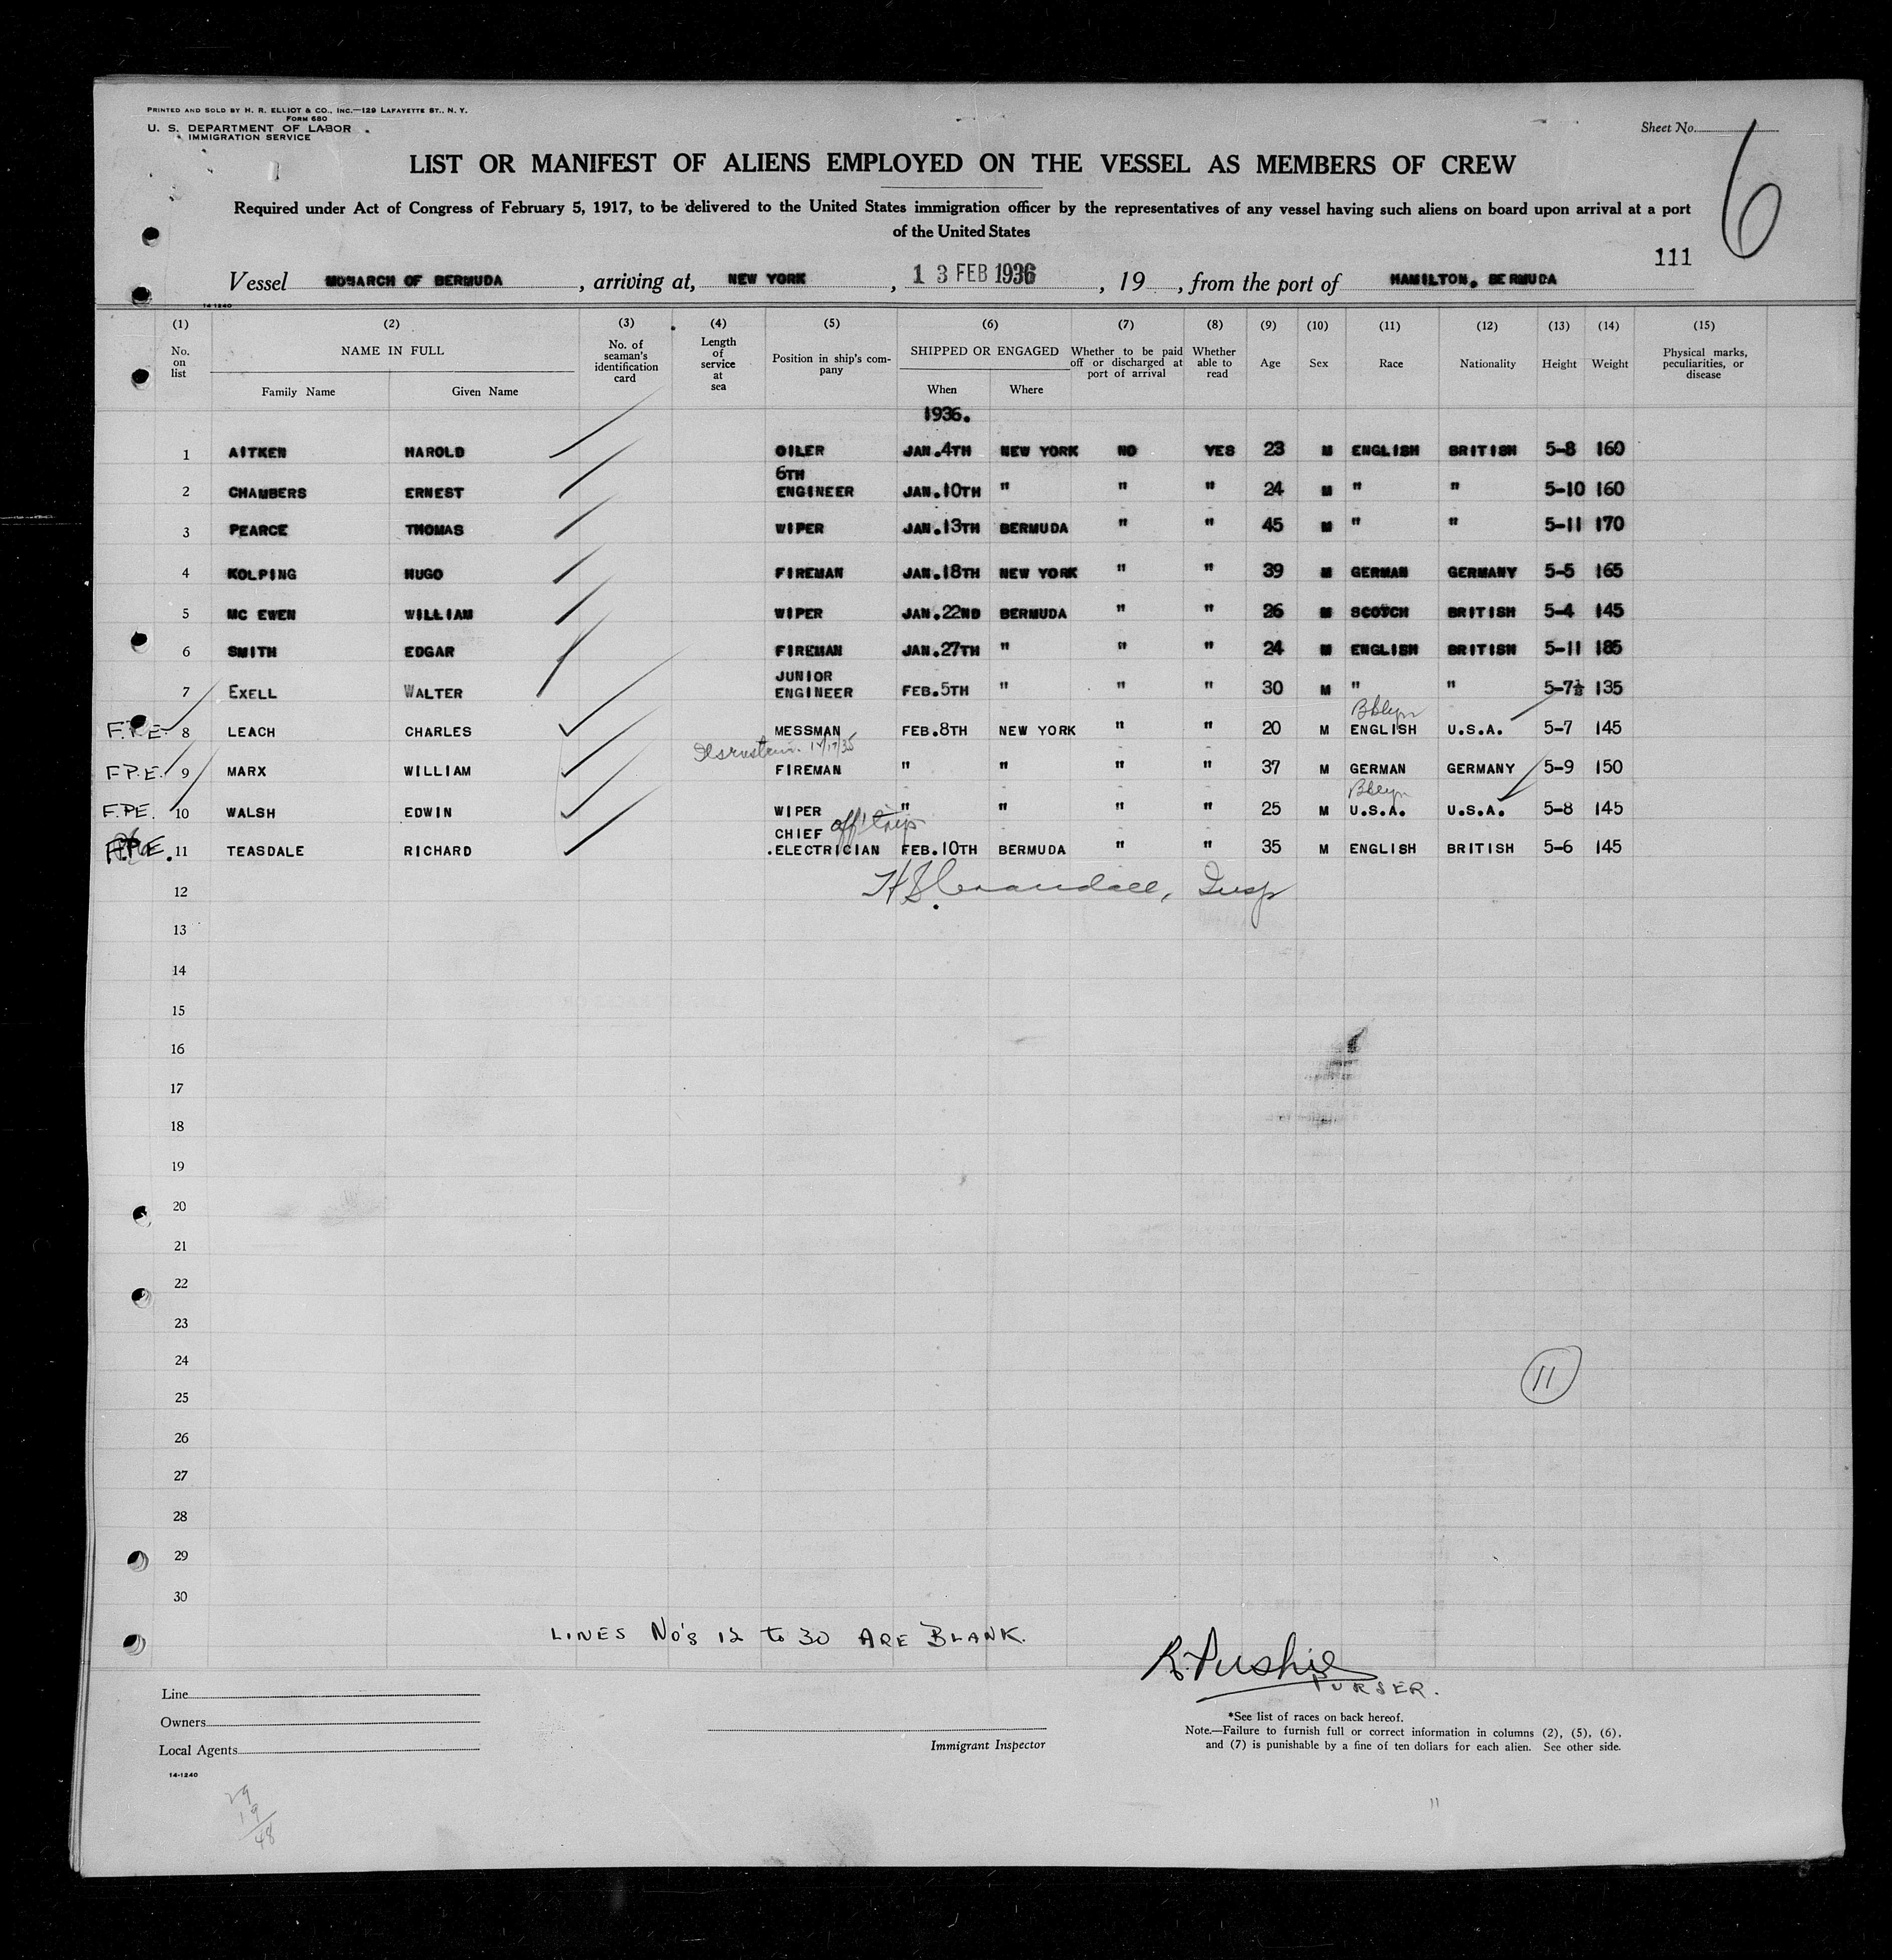 PRINTED AND SOLD BY H. R. ELLIOT & CO., INC.—129 LAFAYETTE ST., N. Y.
FORM 680
U. S. DEPARTMENT OF LABOR
IMMIGRATION SERVICE
Sheet No.
6
LIST OR MANIFEST OF ALIENS EMPLOYED ON THE VESSEL AS MEMBERS OF CREW
Required under Act of Congress of February 5, 1917, to be delivered to the United States immigration officer by the representatives of any vessel having such aliens on board upon arrival at a port
of the United States
111
Vessel MONARCH OF BERMUDA, arriving at, NEW YORK, 13 FEB 1936, 19, from the port of HAMILTON, BERMUDA
14-1240
(1) (2) (3) (4) (5) (6) (7) (8) (9) (10) (11) (12) (13) (14) (15)
No. on list NAME IN FULL No. of seaman's identification card Length of service at sea Position in ship's company SHIPPED OR ENGAGED Whether to be paid off or discharged at port of arrival Whether able to read Age Sex Race Nationality Height Weight Physical marks, peculiarities, or disease
Family Name Given Name When Where
1936.
1 AITKEN HAROLD OILER JAN.4TH NEW YORK NO YES 23 M ENGLISH BRITISH 5-8 160
6TH
2 CHAMBERS ERNEST ENGINEER JAN.10TH " " " 24 M " " 5-10 160
3 PEARCE THOMAS WIPER JAN.13TH BERMUDA " " 45 M " " 5-11 170
4 KOLPING HUGO FIREMAN JAN.18TH NEW YORK " " 39 M GERMAN GERMANY 5-5 165
5 MC EWEN WILLIAM WIPER JAN.22ND BERMUDA " " 26 M SCOTCH BRITISH 5-4 145
6 SMITH EDGAR FIREMAN JAN.27TH " " " 24 M ENGLISH BRITISH 5-11 185
JUNIOR
7 EXELL WALTER ENGINEER FEB.5TH " " " 30 M " " 5-7½ 135
Bklyn
F.P.E. 8 LEACH CHARLES MESSMAN FEB.8TH NEW YORK " " 20 M ENGLISH U.S.A. 5-7 145
F.P.E. 9 MARX WILLIAM FIREMAN " " " " 37 M GERMAN GERMANY 5-9 150
Bklyn
F.P.E. 10 WALSH EDWIN WIPER " " " " 25 M U.S.A. U.S.A. 5-8 145
CHIEF off 1 trip
F.P.E. 11 TEASDALE RICHARD ELECTRICIAN FEB.10TH BERMUDA " " 35 M ENGLISH BRITISH 5-6 145
12 Insp
13
14
15
16
17
18
19
20
21
22
23
24
11
25
26
27
28
29
30
LINES No's 12 to 30 ARE BLANK.
R. Pushie
PURSER.
Line
Owners
Local Agents
Immigrant Inspector
*See list of races on back hereof.
Note.—Failure to furnish full or correct information in columns (2), (5), (6),
and (7) is punishable by a fine of ten dollars for each alien. See other side.
14-1240
29
19
48
11